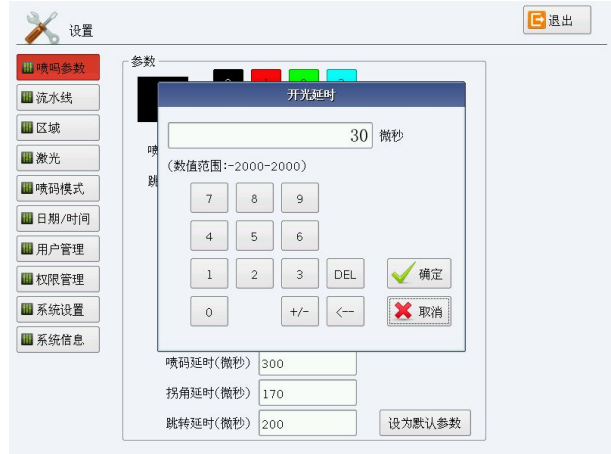 设置
退出
喷码参数
流水线
区域
激光
喷码模式
日期/时间
用户管理
权限管理
系统设置
系统信息
参数
开光延时
30 微秒
(数值范围:-2000-2000)
7 8 9
4 5 6
1 2 3 DEL
0 +/- <--
确定
取消
喷码延时(微秒) 300
拐角延时(微秒) 170
跳转延时(微秒) 200
设为默认参数